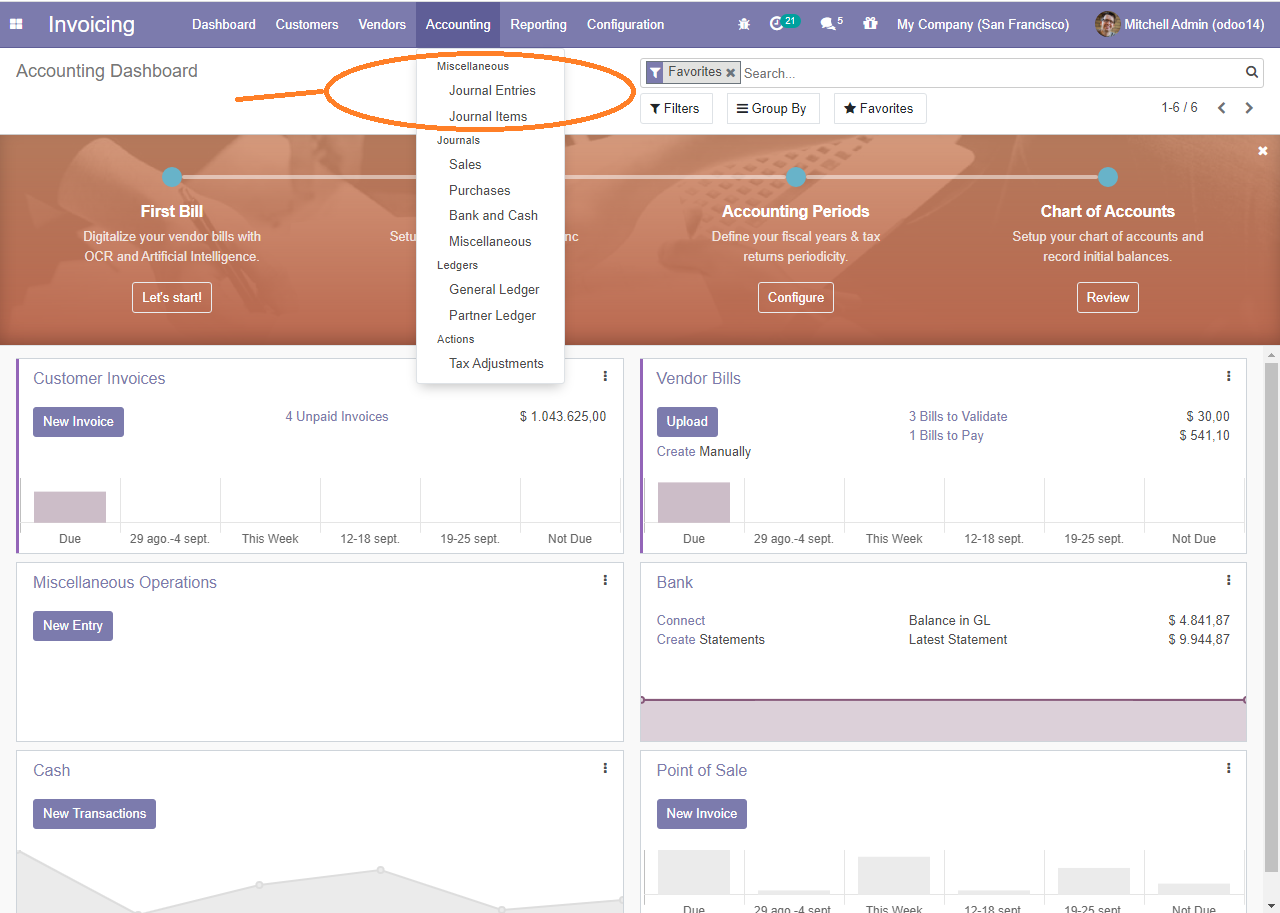 Invoicing Dashboard Customers Vendors Accounting Reporting Configuration 21 5 My Company (San Francisco) Mitchell Admin (odoo14)
Accounting Dashboard
Favorites Search...
Filters Group By Favorites 1-6 / 6
Miscellaneous
Journal Entries
Journal Items
Journals
Sales
Purchases
Bank and Cash
Miscellaneous
Ledgers
General Ledger
Partner Ledger
Actions
Tax Adjustments
First Bill
Digitalize your vendor bills with
OCR and Artificial Intelligence.
Let's start!
Accounting Periods
Define your fiscal years & tax
returns periodicity.
Configure
Chart of Accounts
Setup your chart of accounts and
record initial balances.
Review
Customer Invoices
New Invoice 4 Unpaid Invoices $ 1.043.625,00
Due 29 ago.-4 sept. This Week 12-18 sept. 19-25 sept. Not Due
Vendor Bills
Upload 3 Bills to Validate $ 30,00
1 Bills to Pay $ 541,10
Create Manually
Due 29 ago.-4 sept. This Week 12-18 sept. 19-25 sept. Not Due
Miscellaneous Operations
New Entry
Bank
Connect Balance in GL $ 4.841,87
Create Statements Latest Statement $ 9.944,87
Cash
New Transactions
Point of Sale
New Invoice
Due 29 ago.-4 sept. This Week 12-18 sept. 19-25 sept. Not Due